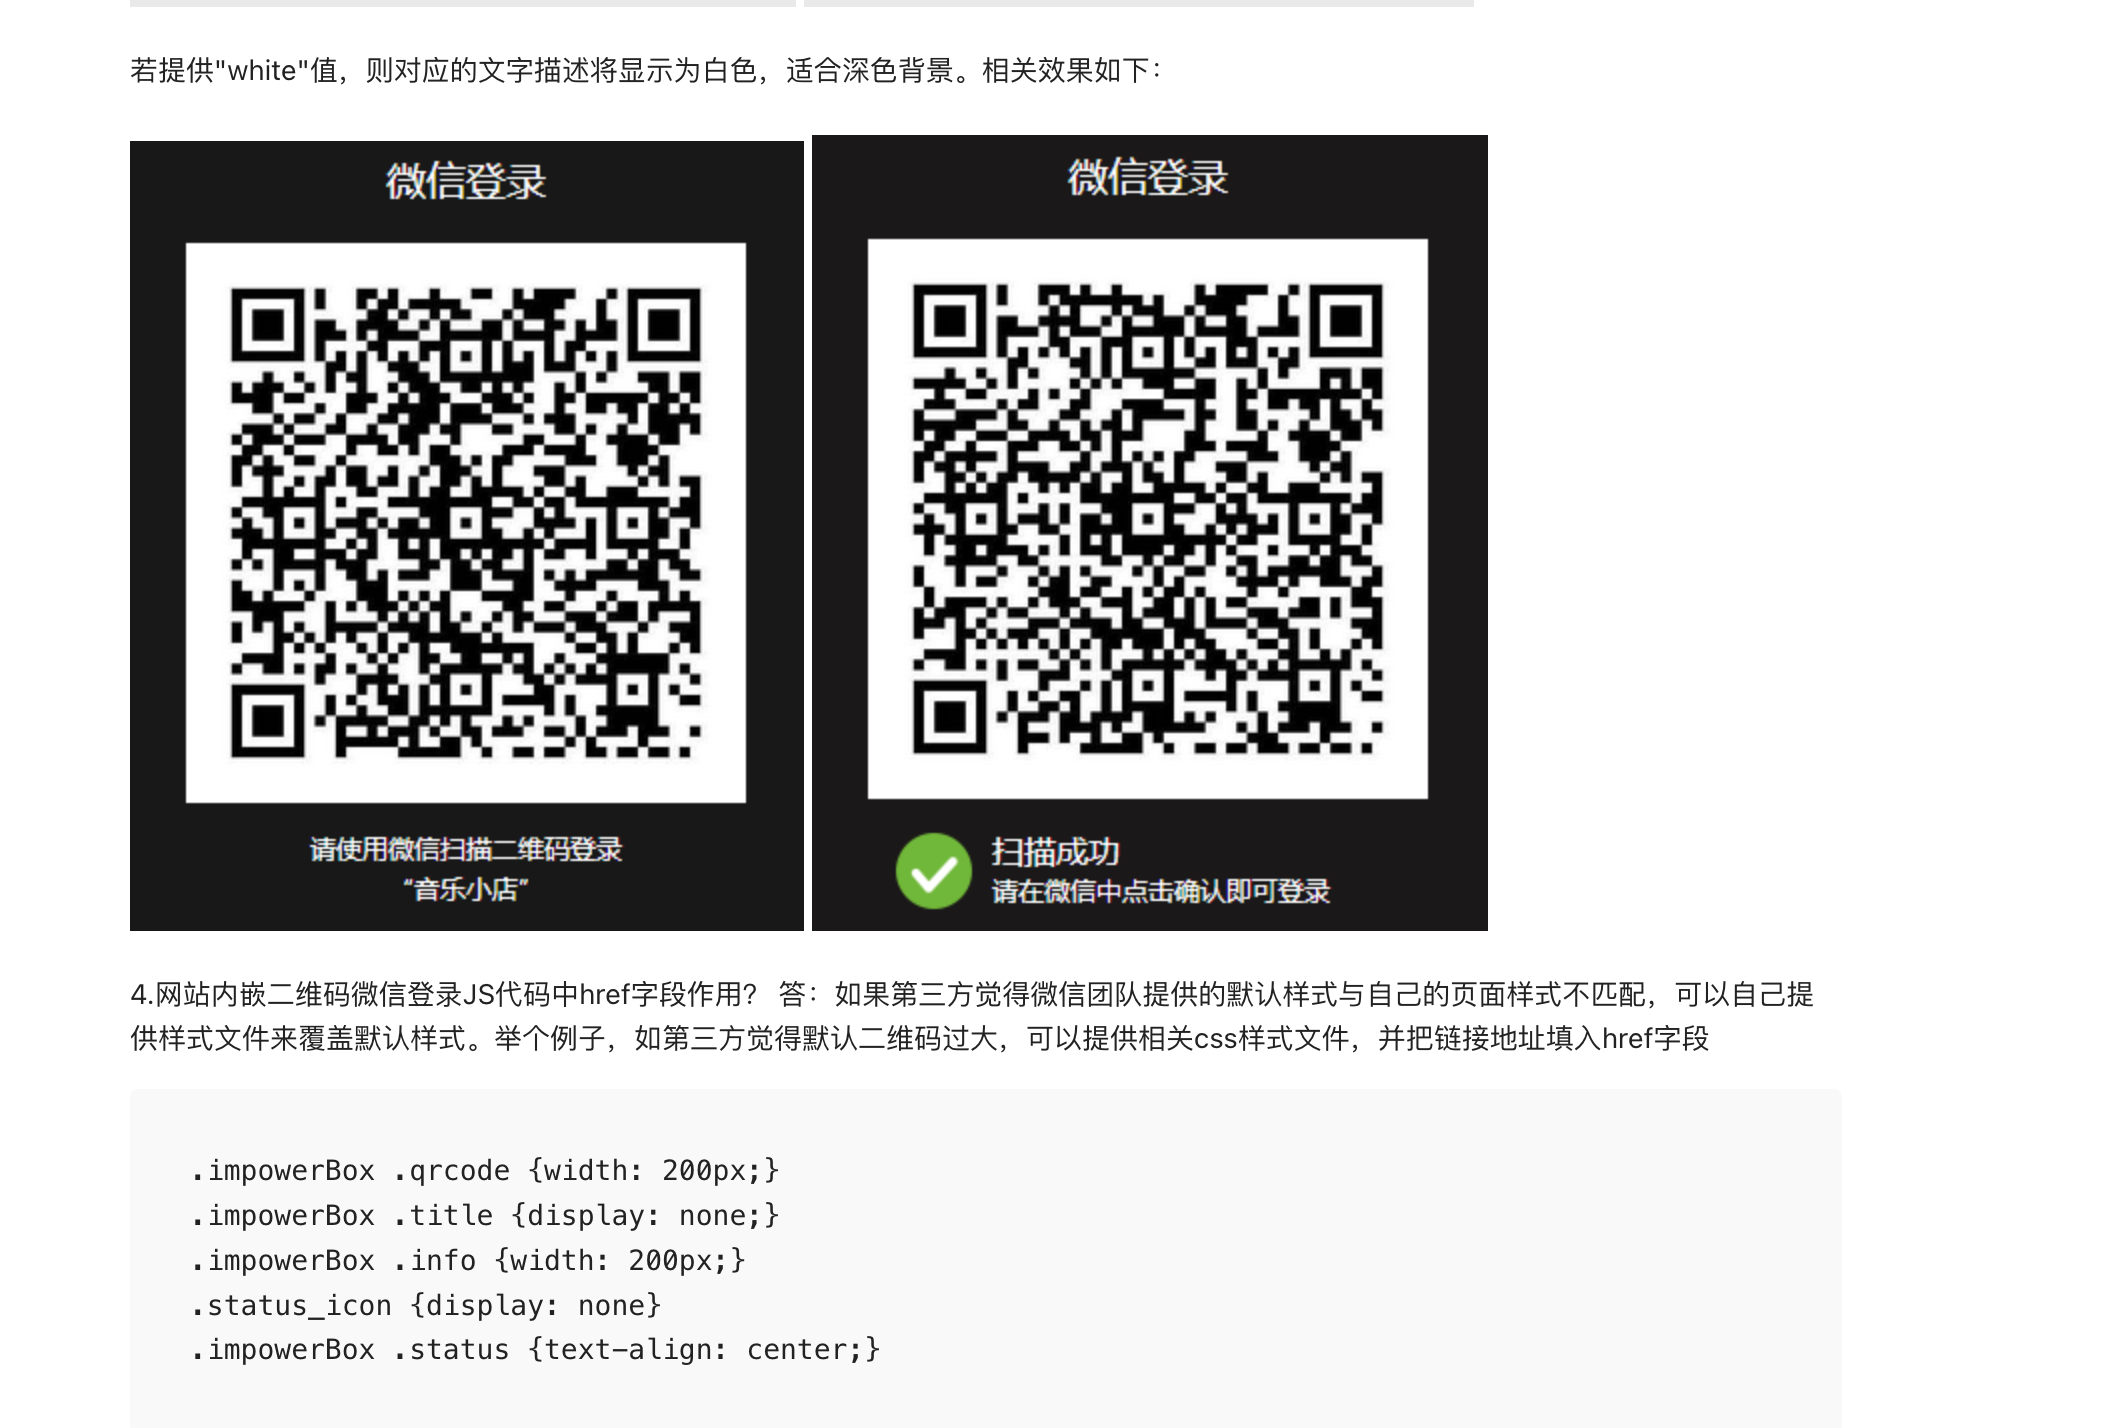 若提供"white"值，则对应的文字描述将显示为白色，适合深色背景。相关效果如下：
微信登录
请使用微信扫描二维码登录
“音乐小店”
微信登录
扫描成功
请在微信中点击确认即可登录
4.网站内嵌二维码微信登录JS代码中href字段作用？ 答：如果第三方觉得微信团队提供的默认样式与自己的页面样式不匹配，可以自己提
供样式文件来覆盖默认样式。举个例子，如第三方觉得默认二维码过大，可以提供相关css样式文件，并把链接地址填入href字段
.impowerBox .qrcode {width: 200px;}
.impowerBox .title {display: none;}
.impowerBox .info {width: 200px;}
.status_icon {display: none}
.impowerBox .status {text-align: center;}